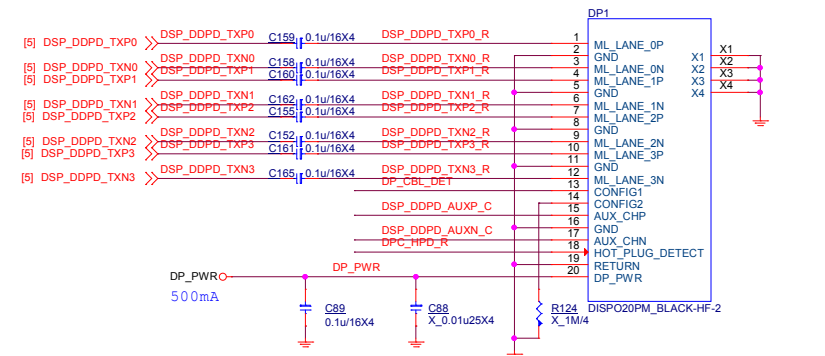 DP1
[5] DSP_DDPD_TXP0 DSP_DDPD_TXP0 C159 0.1u/16X4 DSP_DDPD_TXP0_R 1 ML_LANE_0P
2 GND X1 X1
[5] DSP_DDPD_TXN0 DSP_DDPD_TXN0 C158 0.1u/16X4 DSP_DDPD_TXN0_R 3 ML_LANE_0N X2 X2
[5] DSP_DDPD_TXP1 DSP_DDPD_TXP1 C160 0.1u/16X4 DSP_DDPD_TXP1_R 4 ML_LANE_1P X3 X3
5 GND X4 X4
[5] DSP_DDPD_TXN1 DSP_DDPD_TXN1 C162 0.1u/16X4 DSP_DDPD_TXN1_R 6 ML_LANE_1N
[5] DSP_DDPD_TXP2 DSP_DDPD_TXP2 C155 0.1u/16X4 DSP_DDPD_TXP2_R 7 ML_LANE_2P
8 GND
[5] DSP_DDPD_TXN2 DSP_DDPD_TXN2 C152 0.1u/16X4 DSP_DDPD_TXN2_R 9 ML_LANE_2N
[5] DSP_DDPD_TXP3 DSP_DDPD_TXP3 C161 0.1u/16X4 DSP_DDPD_TXP3_R 10 ML_LANE_3P
11 GND
[5] DSP_DDPD_TXN3 DSP_DDPD_TXN3 C165 0.1u/16X4 DSP_DDPD_TXN3_R 12 ML_LANE_3N
DP_CBL_DET 13 CONFIG1
14 CONFIG2
DSP_DDPD_AUXP_C 15 AUX_CHP
16 GND
DSP_DDPD_AUXN_C 17 AUX_CHN
DPC_HPD_R 18 HOT_PLUG_DETECT
19 RETURN
DP_PWR DP_PWR 20 DP_PWR
500mA
C89 C88 R124 DISPO20PM_BLACK-HF-2
0.1u/16X4 X_0.01u25X4 X_1M/4